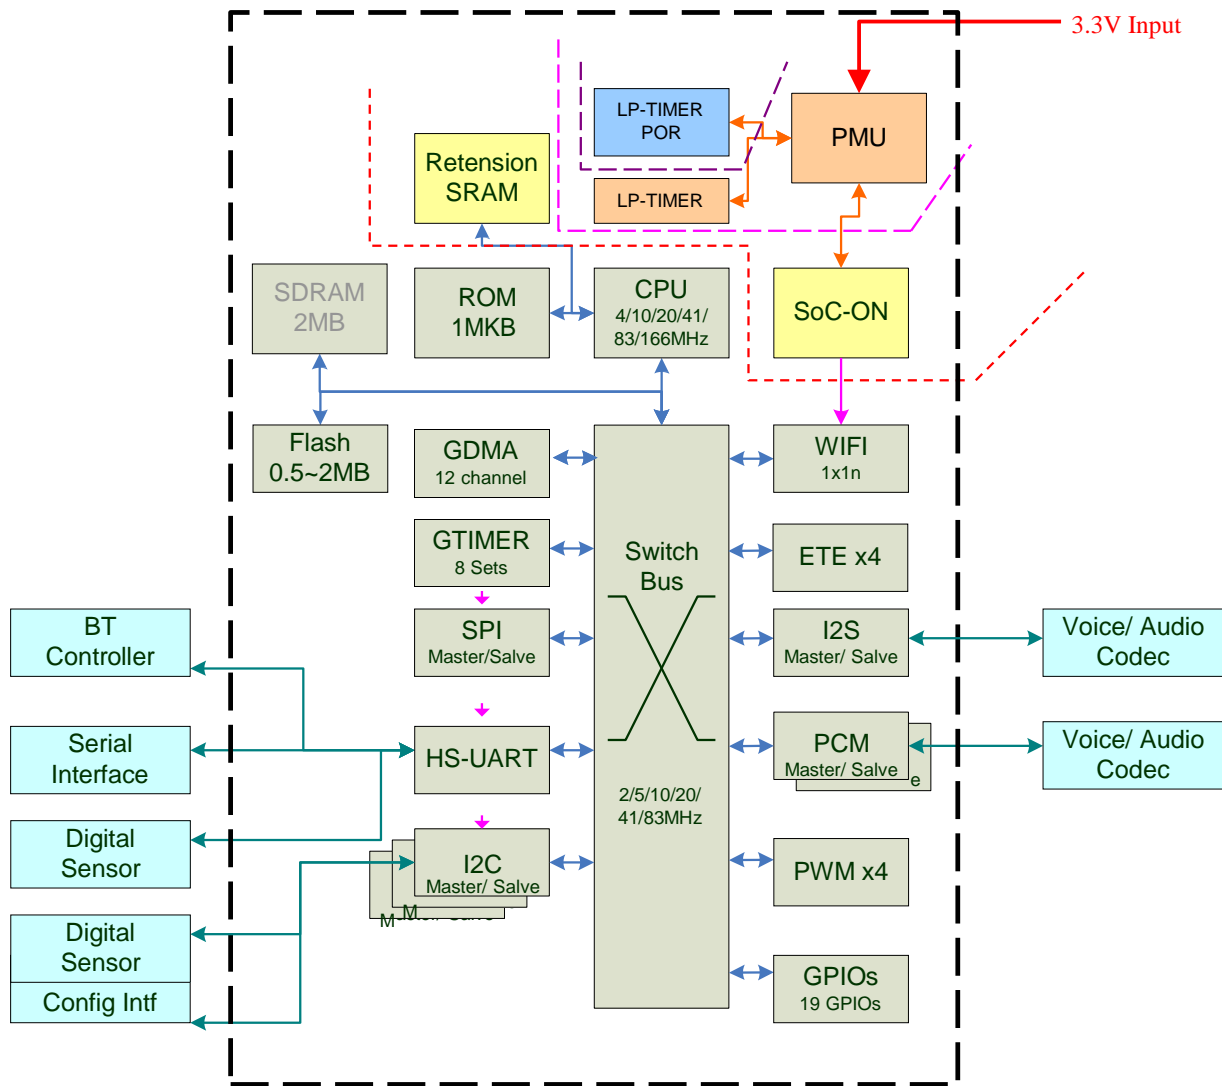 3.3V Input
LP-TIMER
POR
PMU
Retension
SRAM
LP-TIMER
SDRAM
2MB
ROM
1MKB
CPU
4/10/20/41/
83/166MHz
SoC-ON
Flash
0.5~2MB
GDMA
12 channel
WIFI
1x1n
GTIMER
8 Sets
Switch
Bus
ETE x4
BT
Controller
SPI
Master/Salve
I2S
Master/ Salve
Voice/ Audio
Codec
Serial
Interface
HS-UART
PCM
Master/ Salve
e
Voice/ Audio
Codec
2/5/10/20/
41/83MHz
Digital
Sensor
I2C
Master/ Salve
M
M
PWM x4
Digital
Sensor
Config Intf
GPIOs
19 GPIOs